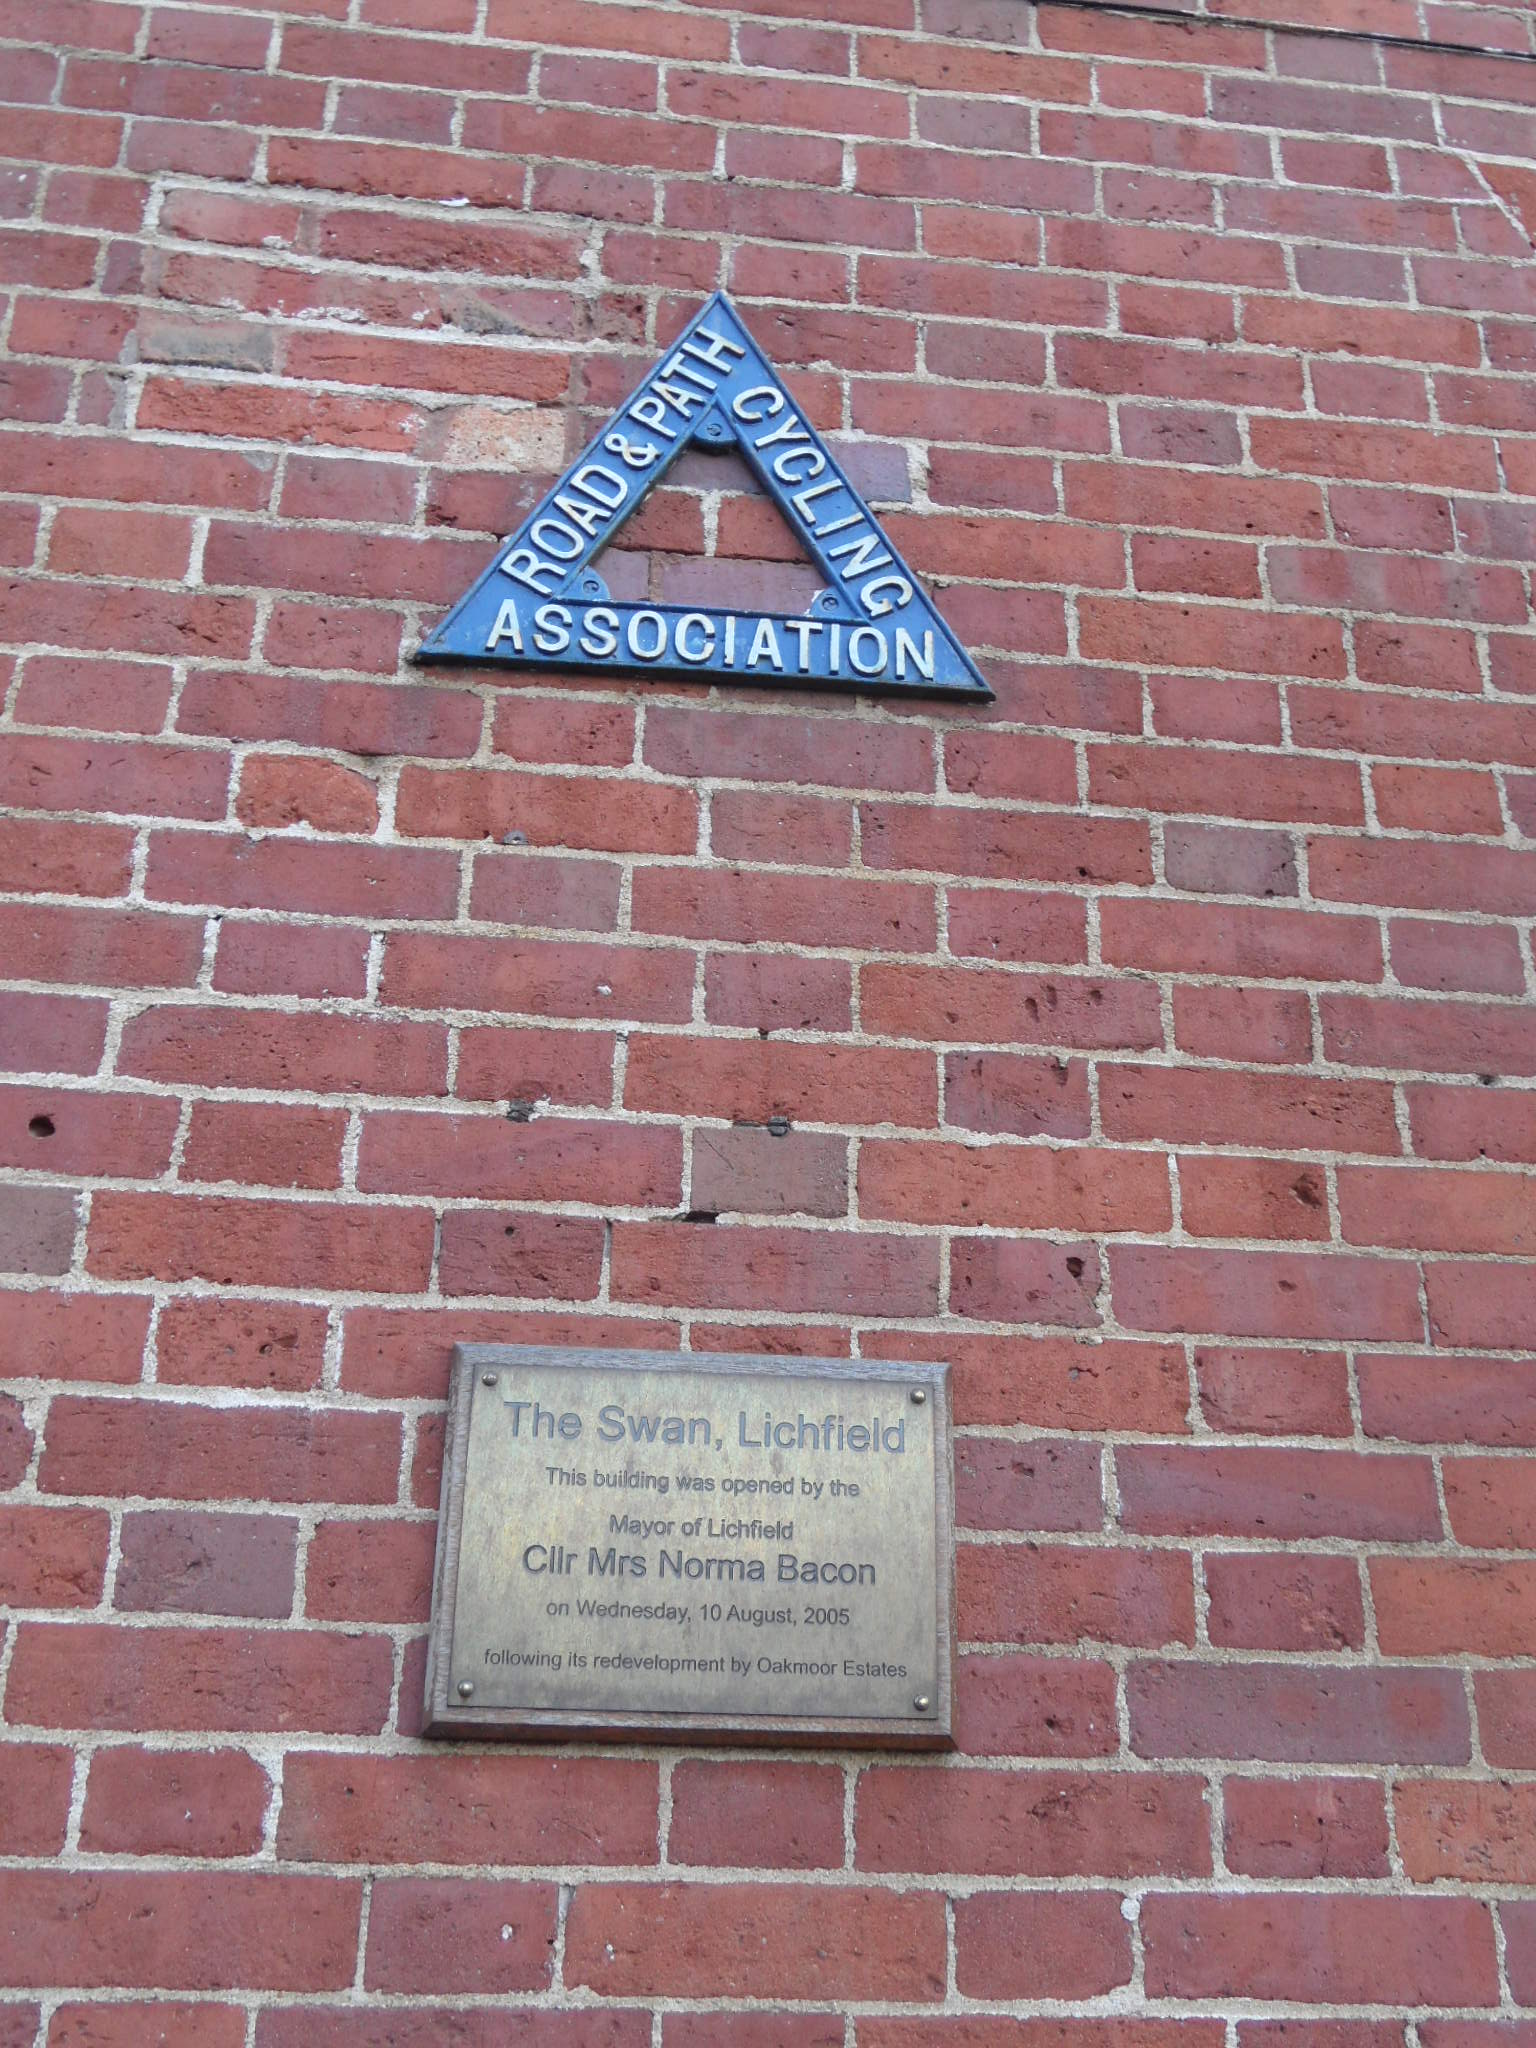 ROAD & PATH
CYCLING
ASSOCIATION
The Swan, Lichfield
This building was opened by the
Mayor of Lichfield
Cllr Mrs Norma Bacon
on Wednesday, 10 August, 2005
following its redevelopment by Oakmoor Estates